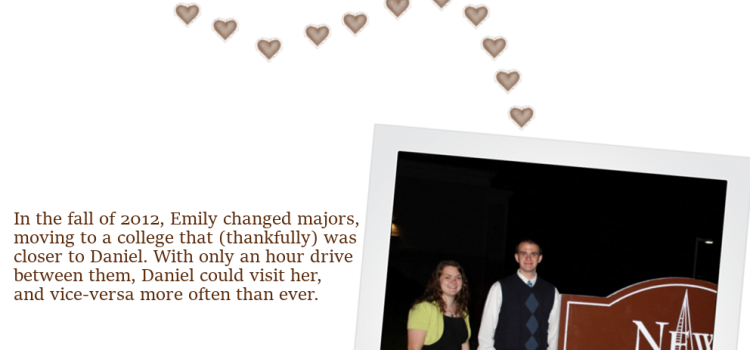 In the fall of 2012, Emily changed majors,
moving to a college that (thankfully) was
closer to Daniel. With only an hour drive
between them, Daniel could visit her,
and vice-versa more often than ever.